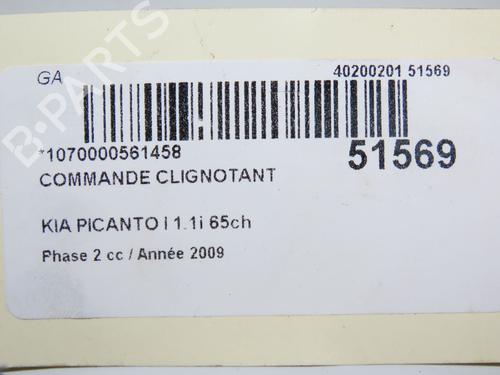 GA
40200201 51569
*1070000561458
51569
COMMANDE CLIGNOTANT
KIA PICANTO I 1.1i 65ch
Phase 2 cc / Année 2009
B-PARTS